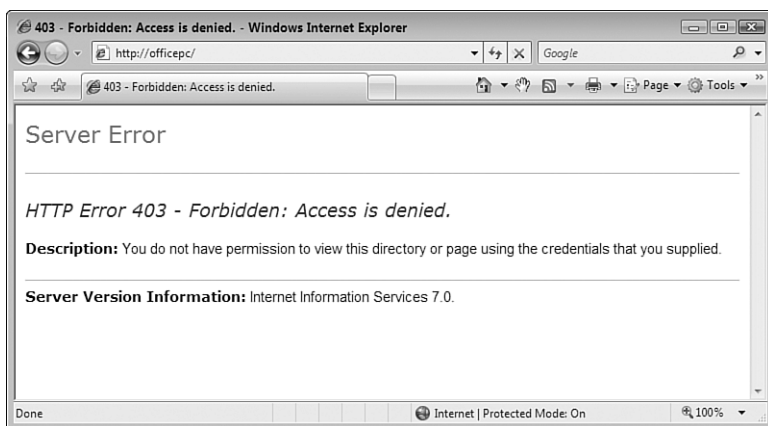 403 - Forbidden: Access is denied. - Windows Internet Explorer
http://officepc/
Google
403 - Forbidden: Access is denied.
Page
Tools
Server Error
HTTP Error 403 - Forbidden: Access is denied.
Description: You do not have permission to view this directory or page using the credentials that you supplied.
Server Version Information: Internet Information Services 7.0.
Done
Internet | Protected Mode: On
100%